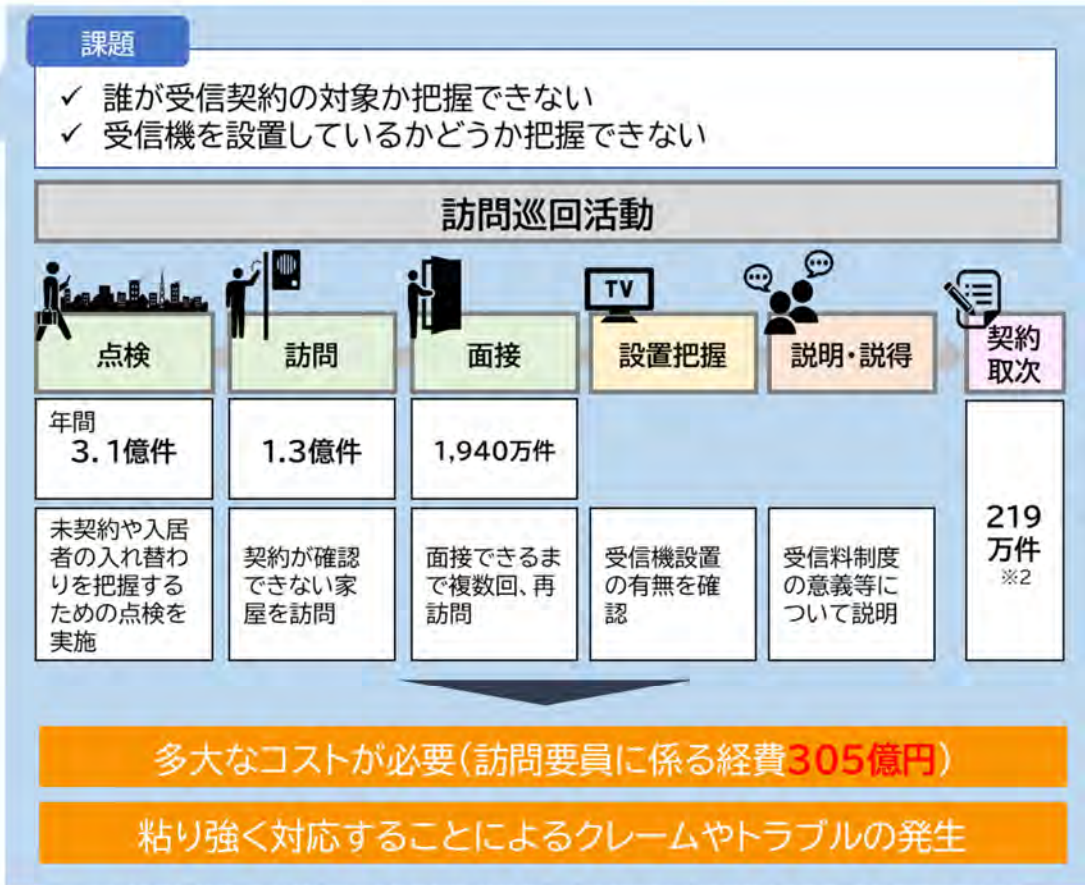 課題
✓ 誰が受信契約の対象か把握できない
✓ 受信機を設置しているかどうか把握できない
訪問巡回活動
点検
訪問
面接
TV
設置把握
説明・説得
契約
取次
年間
3.1億件
1.3億件
1,940万件
219
万件
※2
未契約や入居
者の入れ替わ
りを把握する
ための点検を
実施
契約が確認
できない家
屋を訪問
面接できるま
で複数回、再
訪問
受信機設置
の有無を確
認
受信料制度
の意義等に
ついて説明
多大なコストが必要(訪問要員に係る経費305億円)
粘り強く対応することによるクレームやトラブルの発生